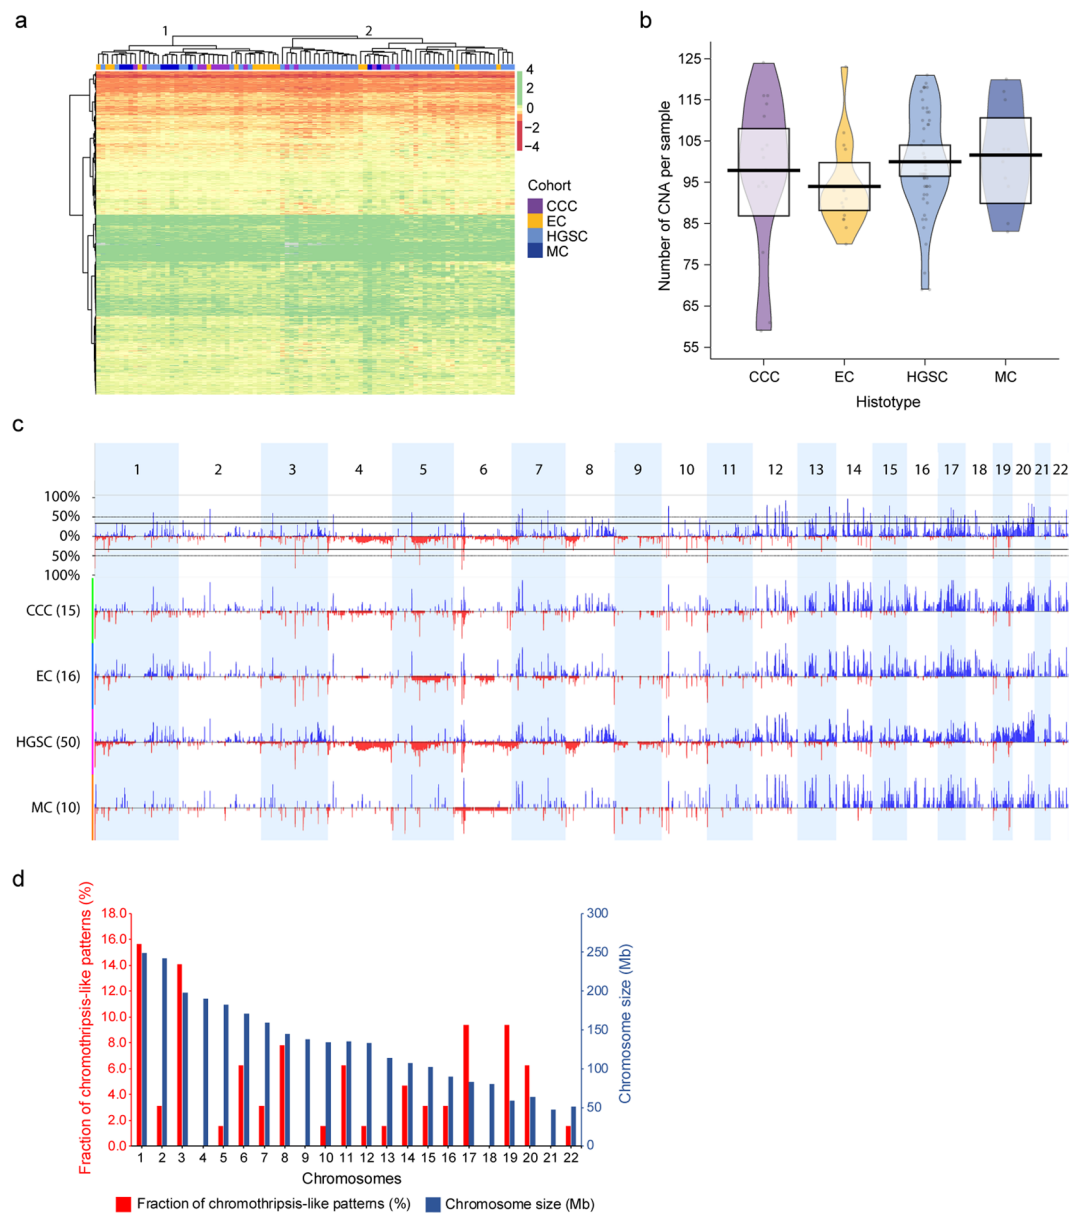 a
1 2
4
2
0
−2
−4
Cohort
CCC
EC
HGSC
MC
b
Number of CNA per sample
125
115
105
95
85
75
65
55
CCC EC HGSC MC
Histotype
c
1 2 3 4 5 6 7 8 9 10 11 12 13 14 15 16 17 18 19 20 21 22
100%
50%
0%
50%
100%
CCC (15)
EC (16)
HGSC (50)
MC (10)
d
Fraction of chromothripsis-like patterns (%)
18.0
16.0
14.0
12.0
10.0
8.0
6.0
4.0
2.0
0.0
300
250
200
150
100
50
0
Chromosome size (Mb)
1 2 3 4 5 6 7 8 9 10 11 12 13 14 15 16 17 18 19 20 21 22
Chromosomes
Fraction of chromothripsis-like patterns (%) Chromosome size (Mb)